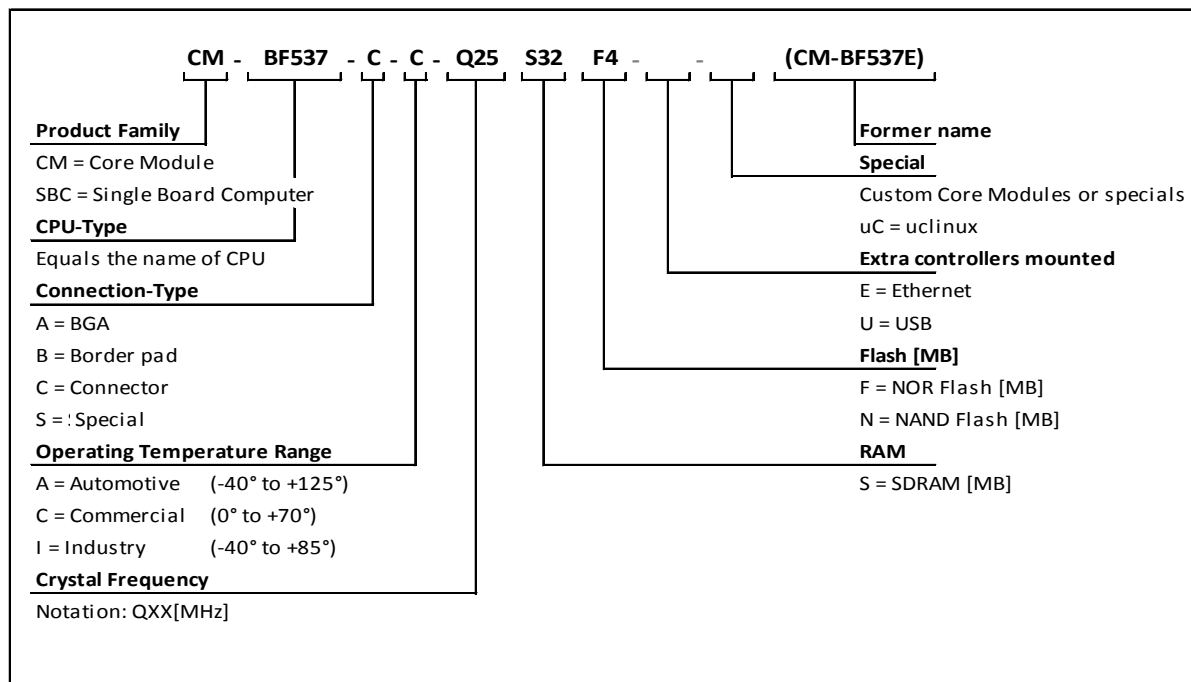 CM - BF537 - C - C - Q25 S32 F4 - - (CM-BF537E)
Product Family
CM = Core Module
SBC = Single Board Computer
CPU-Type
Equals the name of CPU
Connection-Type
A = BGA
B = Border pad
C = Connector
S = : Special
Operating Temperature Range
A = Automotive (-40° to +125°)
C = Commercial (0° to +70°)
I = Industry (-40° to +85°)
Crystal Frequency
Notation: QXX[MHz]
Former name
Special
Custom Core Modules or specials
uC = uclinux
Extra controllers mounted
E = Ethernet
U = USB
Flash [MB]
F = NOR Flash [MB]
N = NAND Flash [MB]
RAM
S = SDRAM [MB]